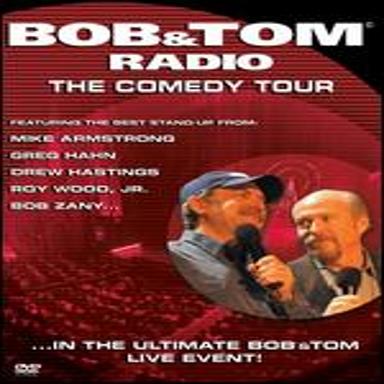 BOB&TOM©
RADIO
THE COMEDY TOUR
FEATURING THE BEST STAND-UP FROM:
MIKE ARMSTRONG
GREG HAHN
DREW HASTINGS
ROY WOOD, JR.
BOB ZANY...
...IN THE ULTIMATE BOB&TOM
LIVE EVENT!
DVD